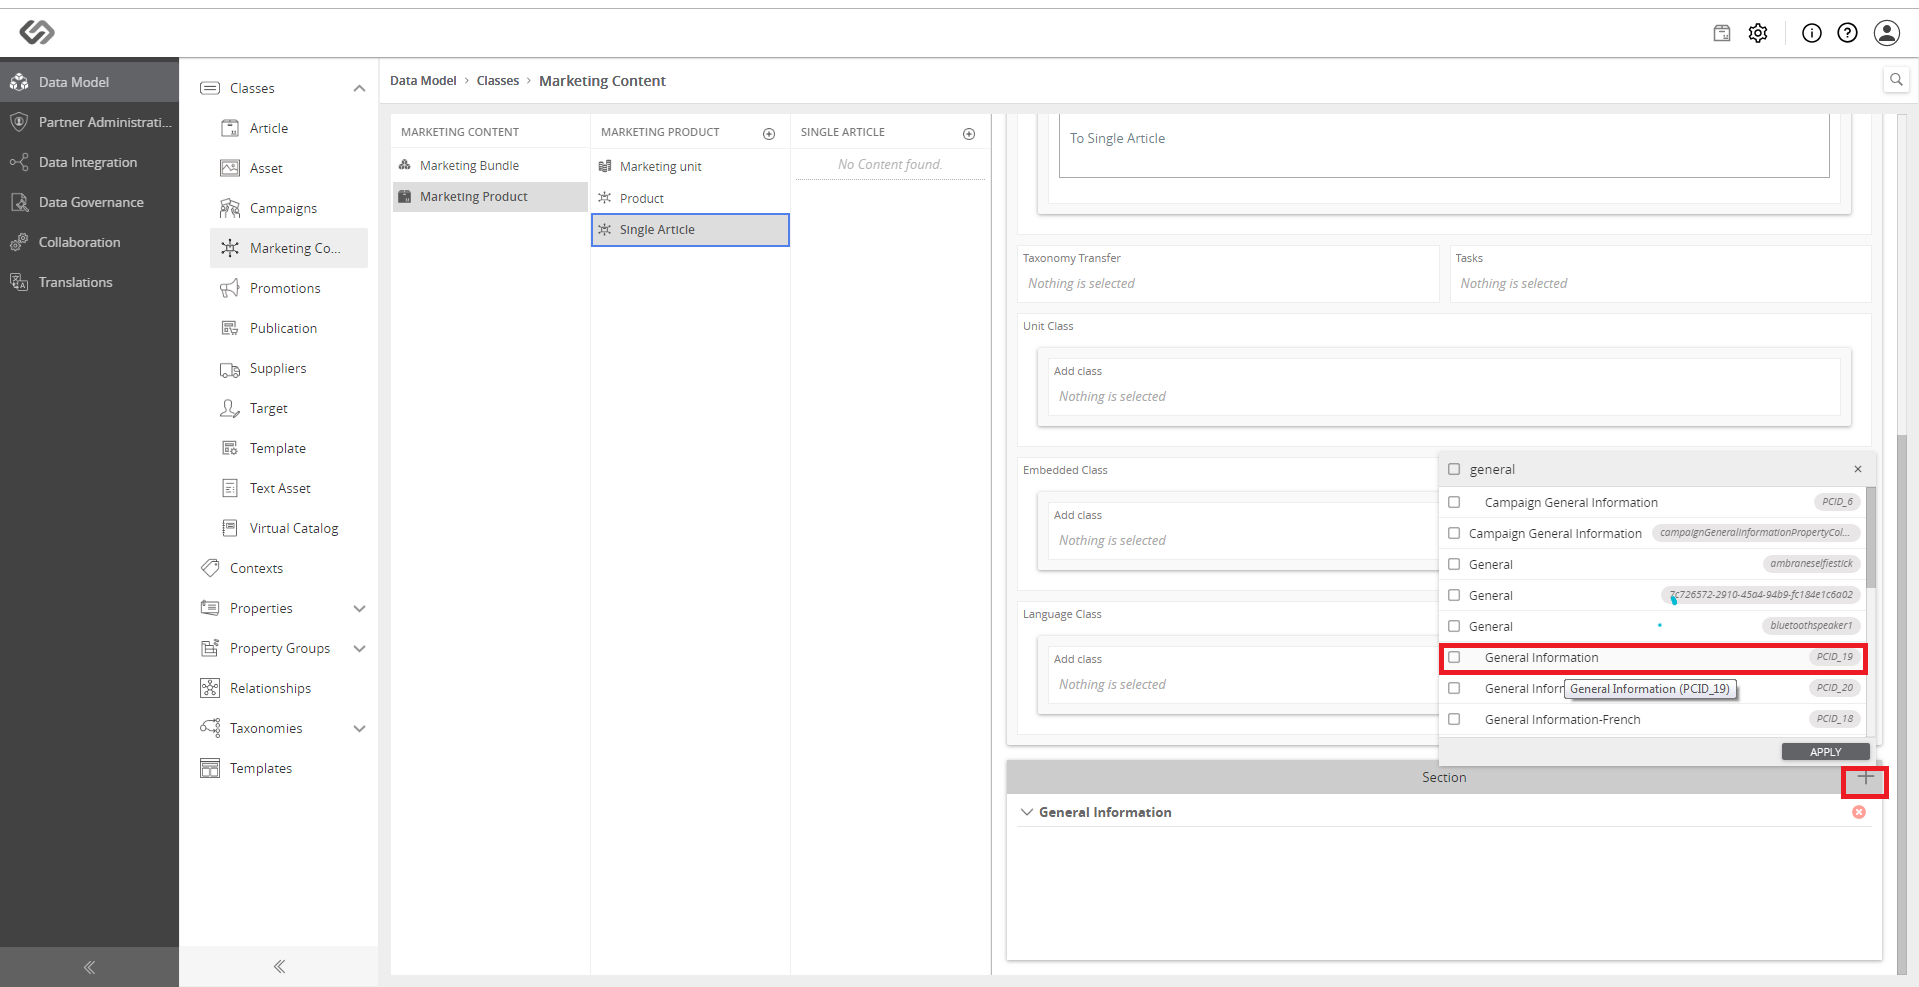 Data Model
Partner Administrati...
Data Integration
Data Governance
Collaboration
Translations
Classes
Article
Asset
Campaigns
Marketing Co...
Promotions
Publication
Suppliers
Target
Template
Text Asset
Virtual Catalog
Contexts
Properties
Property Groups
Relationships
Taxonomies
Templates
Data Model › Classes › Marketing Content
MARKETING CONTENT
Marketing Bundle
Marketing Product
MARKETING PRODUCT
Marketing unit
Product
Single Article
SINGLE ARTICLE
No Content found.
To Single Article
Taxonomy Transfer
Nothing is selected
Tasks
Nothing is selected
Unit Class
Add class
Nothing is selected
Embedded Class
Add class
Nothing is selected
Language Class
Add class
Nothing is selected
general
Campaign General Information PCID_6
Campaign General Information campaignGeneralInformationPropertyCol...
General ambraneselfiestick
General 7c726572-2910-45a4-94b9-fc184e1c6a02
General bluetoothspeaker1
General Information PCID_19
General Infor PCID_20
General Information (PCID_19)
General Information-French PCID_18
APPLY
Section
General Information